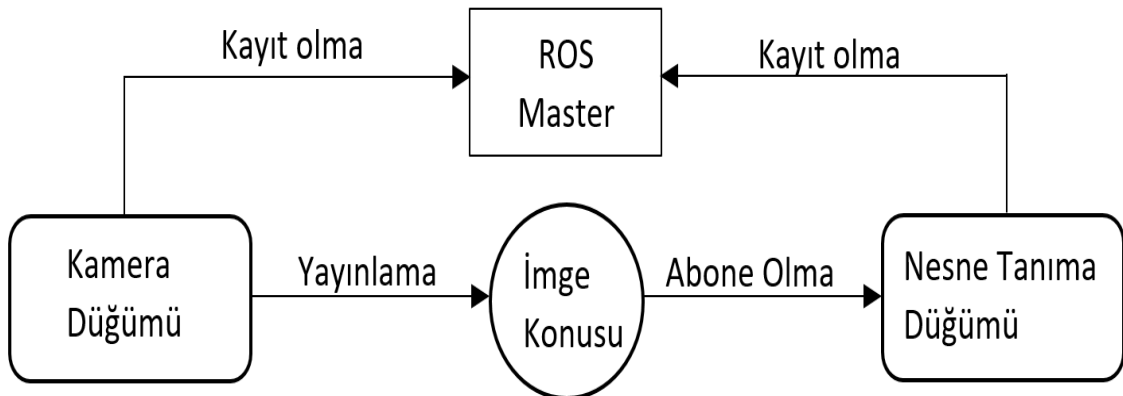 Kayıt olma
ROS
Master
Kayıt olma
Kamera
Düğümü
Yayınlama
İmge
Konusu
Abone Olma
Nesne Tanıma
Düğümü